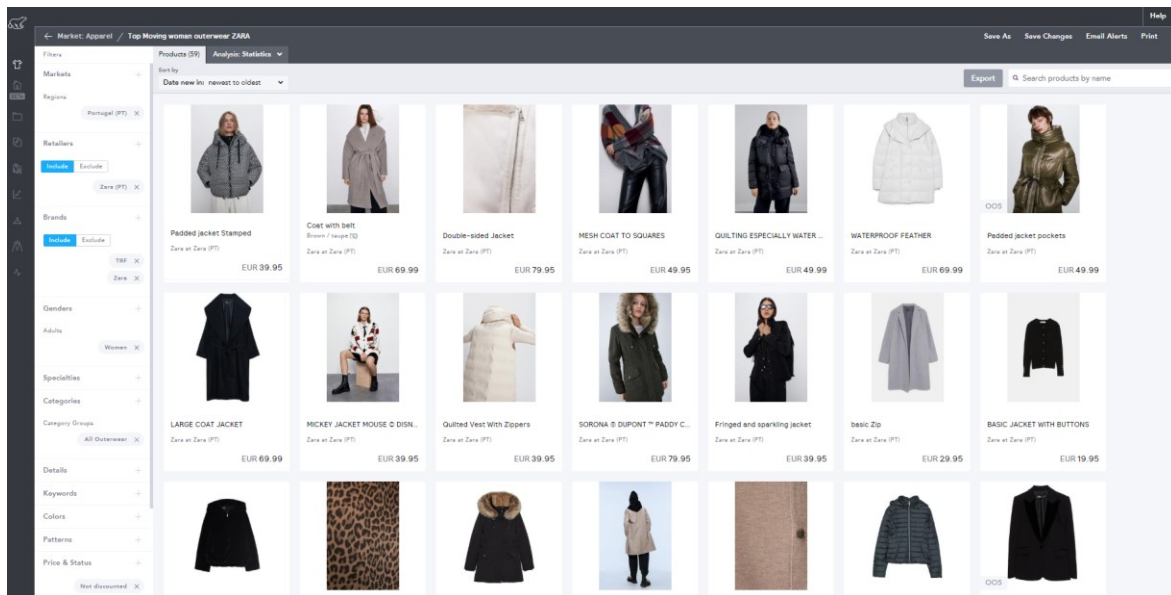 Help
← Market: Apparel / Top Moving woman outerwear ZARA
Save As Save Changes Email Alerts Print
Filters
Products (59) Analysis: Statistics
Sort by
Date new in: newest to oldest
Export
Search products by name
BETA
Markets +
Regions
Portugal (PT) ×
Retailers +
Include Exclude
Zara (PT) ×
Brands +
Include Exclude
TRF ×
Zara ×
Genders +
Adults
Women ×
Specialties +
Categories +
Category Groups
All Outerwear ×
Details +
Keywords +
Colors +
Patterns +
Price & Status +
Not discounted ×
Padded jacket Stamped
Zara at Zara (PT)
EUR 39.95
Coat with belt
Brown / taupe (5)
Zara at Zara (PT)
EUR 69.99
Double-sided Jacket
Zara at Zara (PT)
EUR 79.95
MESH COAT TO SQUARES
Zara at Zara (PT)
EUR 49.95
QUILTING ESPECIALLY WATER ...
Zara at Zara (PT)
EUR 49.99
WATERPROOF FEATHER
Zara at Zara (PT)
EUR 69.99
OOS
Padded jacket pockets
Zara at Zara (PT)
EUR 49.99
LARGE COAT JACKET
Zara at Zara (PT)
EUR 69.99
MICKEY JACKET MOUSE © DISN...
Zara at Zara (PT)
EUR 39.95
Quilted Vest With Zippers
Zara at Zara (PT)
EUR 39.95
SORONA ® DUPONT ™ PADDY C...
Zara at Zara (PT)
EUR 79.95
Fringed and sparkling jacket
Zara at Zara (PT)
EUR 39.95
basic Zip
Zara at Zara (PT)
EUR 29.95
BASIC JACKET WITH BUTTONS
Zara at Zara (PT)
EUR 19.95
OOS